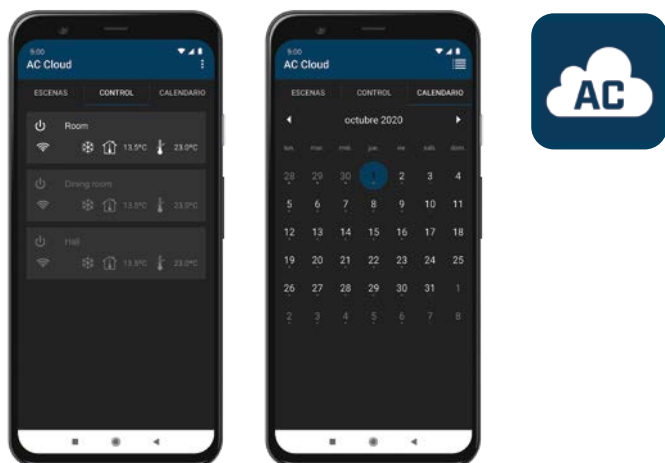 9:00
AC Cloud
ESCENAS CONTROL CALENDARIO
Room
13.5ºC 23.0ºC
Dining room
13.5ºC 23.0ºC
Hall
13.5ºC 23.0ºC
9:00
AC Cloud
ESCENAS CONTROL CALENDARIO
octubre 2020
lun. mar. mié. jue. vie. sáb. dom.
28 29 30 1 2 3 4
5 6 7 8 9 10 11
12 13 14 15 16 17 18
19 20 21 22 23 24 25
26 27 28 29 30 31 1
2 3 4 5 6 7 8
AC